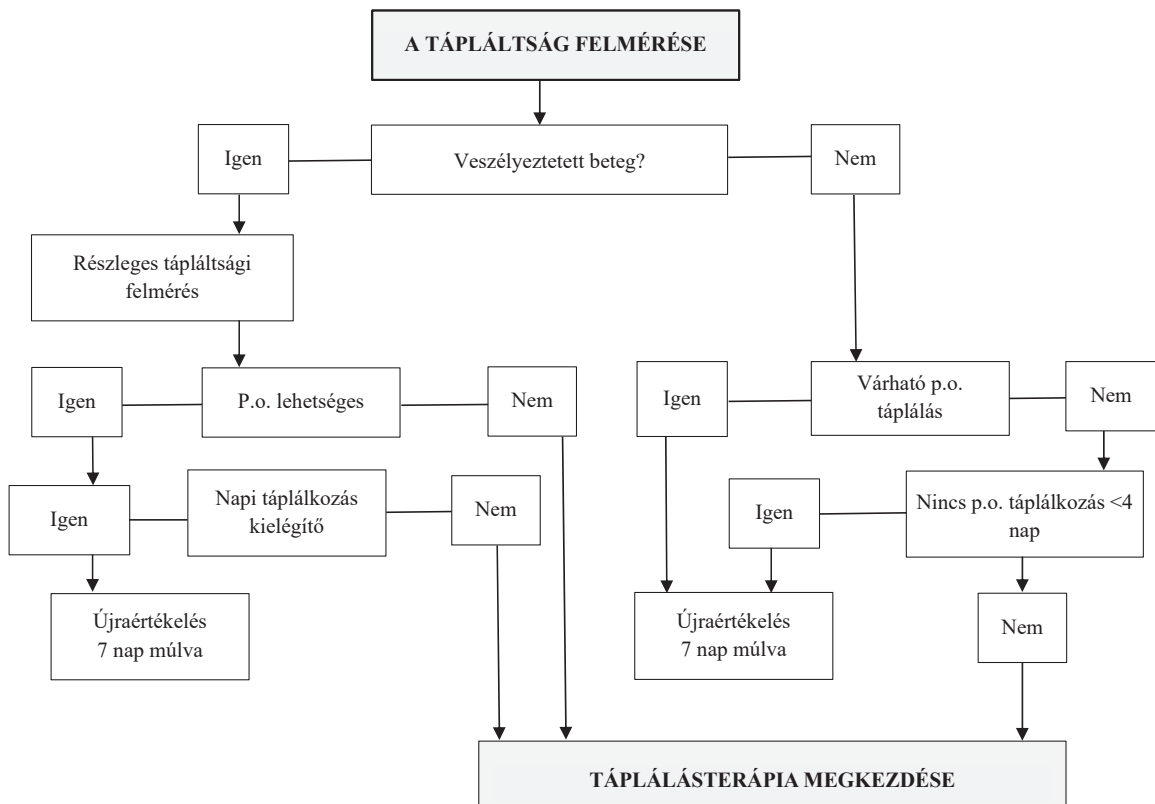 A TÁPLÁLTSÁG FELMÉRÉSE
Igen
Veszélyeztetett beteg?
Nem
Részleges tápláltsági
felmérés
Igen
P.o. lehetséges
Nem
Igen
Várható p.o.
táplálás
Nem
Igen
Napi táplálkozás
kielégítő
Nem
Igen
Nincs p.o. táplálkozás <4
nap
Újraértékelés
7 nap múlva
Újraértékelés
7 nap múlva
Nem
TÁPLÁLÁSTERÁPIA MEGKEZDÉSE